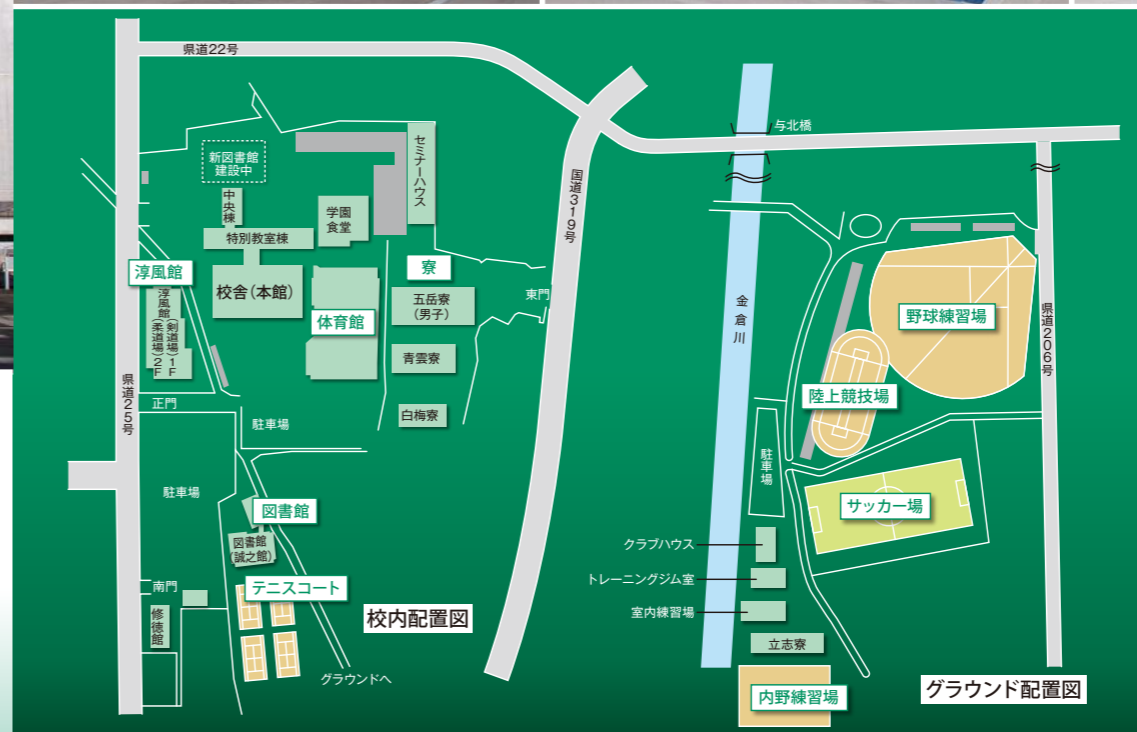 県道22号
与北橋
セミナーハウス
新図書館
建設中
中央棟
学園
食堂
特別教室棟
国道319号
淳風館
校舎(本館)
寮
東門
五岳寮
(男子)
体育館
淳風館
(剣道場)1F
(柔道場)2F
青雲寮
白梅寮
県道25号
正門
駐車場
駐車場
図書館
図書館
(誠之館)
テニスコート
南門
修徳館
校内配置図
グラウンドへ
金倉川
野球練習場
県道206号
陸上競技場
駐車場
サッカー場
クラブハウス
トレーニングジム室
室内練習場
立志寮
内野練習場
グラウンド配置図